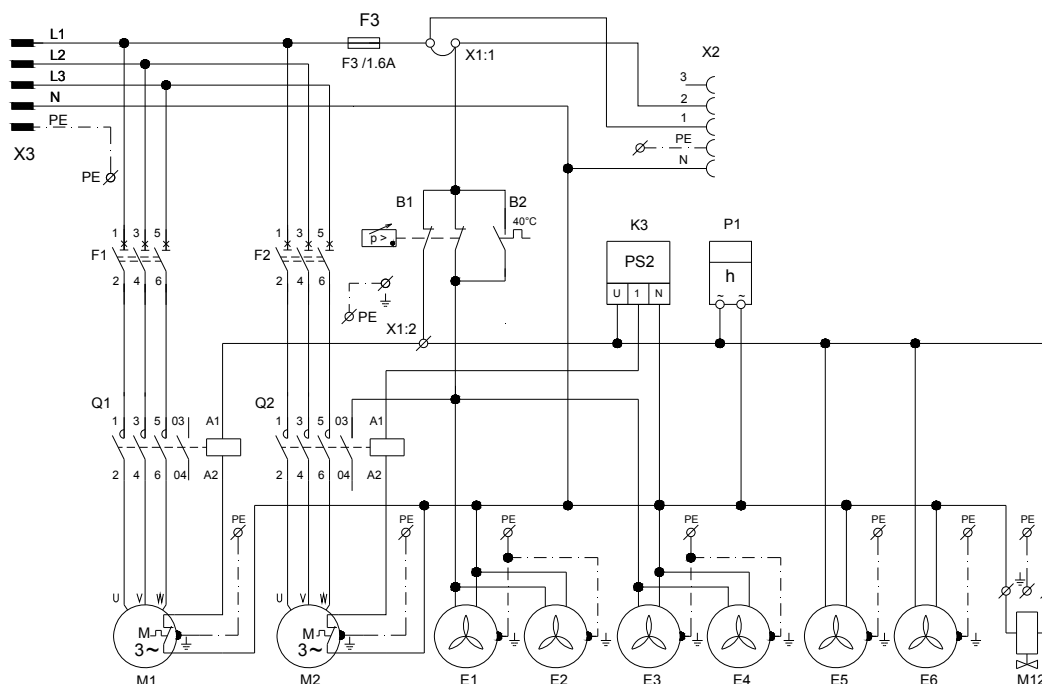 F3
L1
L2
L3
N
PE
X3
PE
F3 /1.6A
X1:1
X2
3
2
1
PE
N
B1
B2
40°C
p >
K3
PS2
U 1 N
P1
h
~ ~
1 3 5
F1
2 4 6
1 3 5
F2
2 4 6
PE
X1:2
Q1
1 3 5 03
A1
2 4 6 04
A2
Q2
1 3 5 03
A1
2 4 6 04
A2
PE
PE
PE
PE
PE
PE
PE
U V W
M
3~
M1
U V W
M
3~
M2
E1
E2
E3
E4
E5
E6
M12